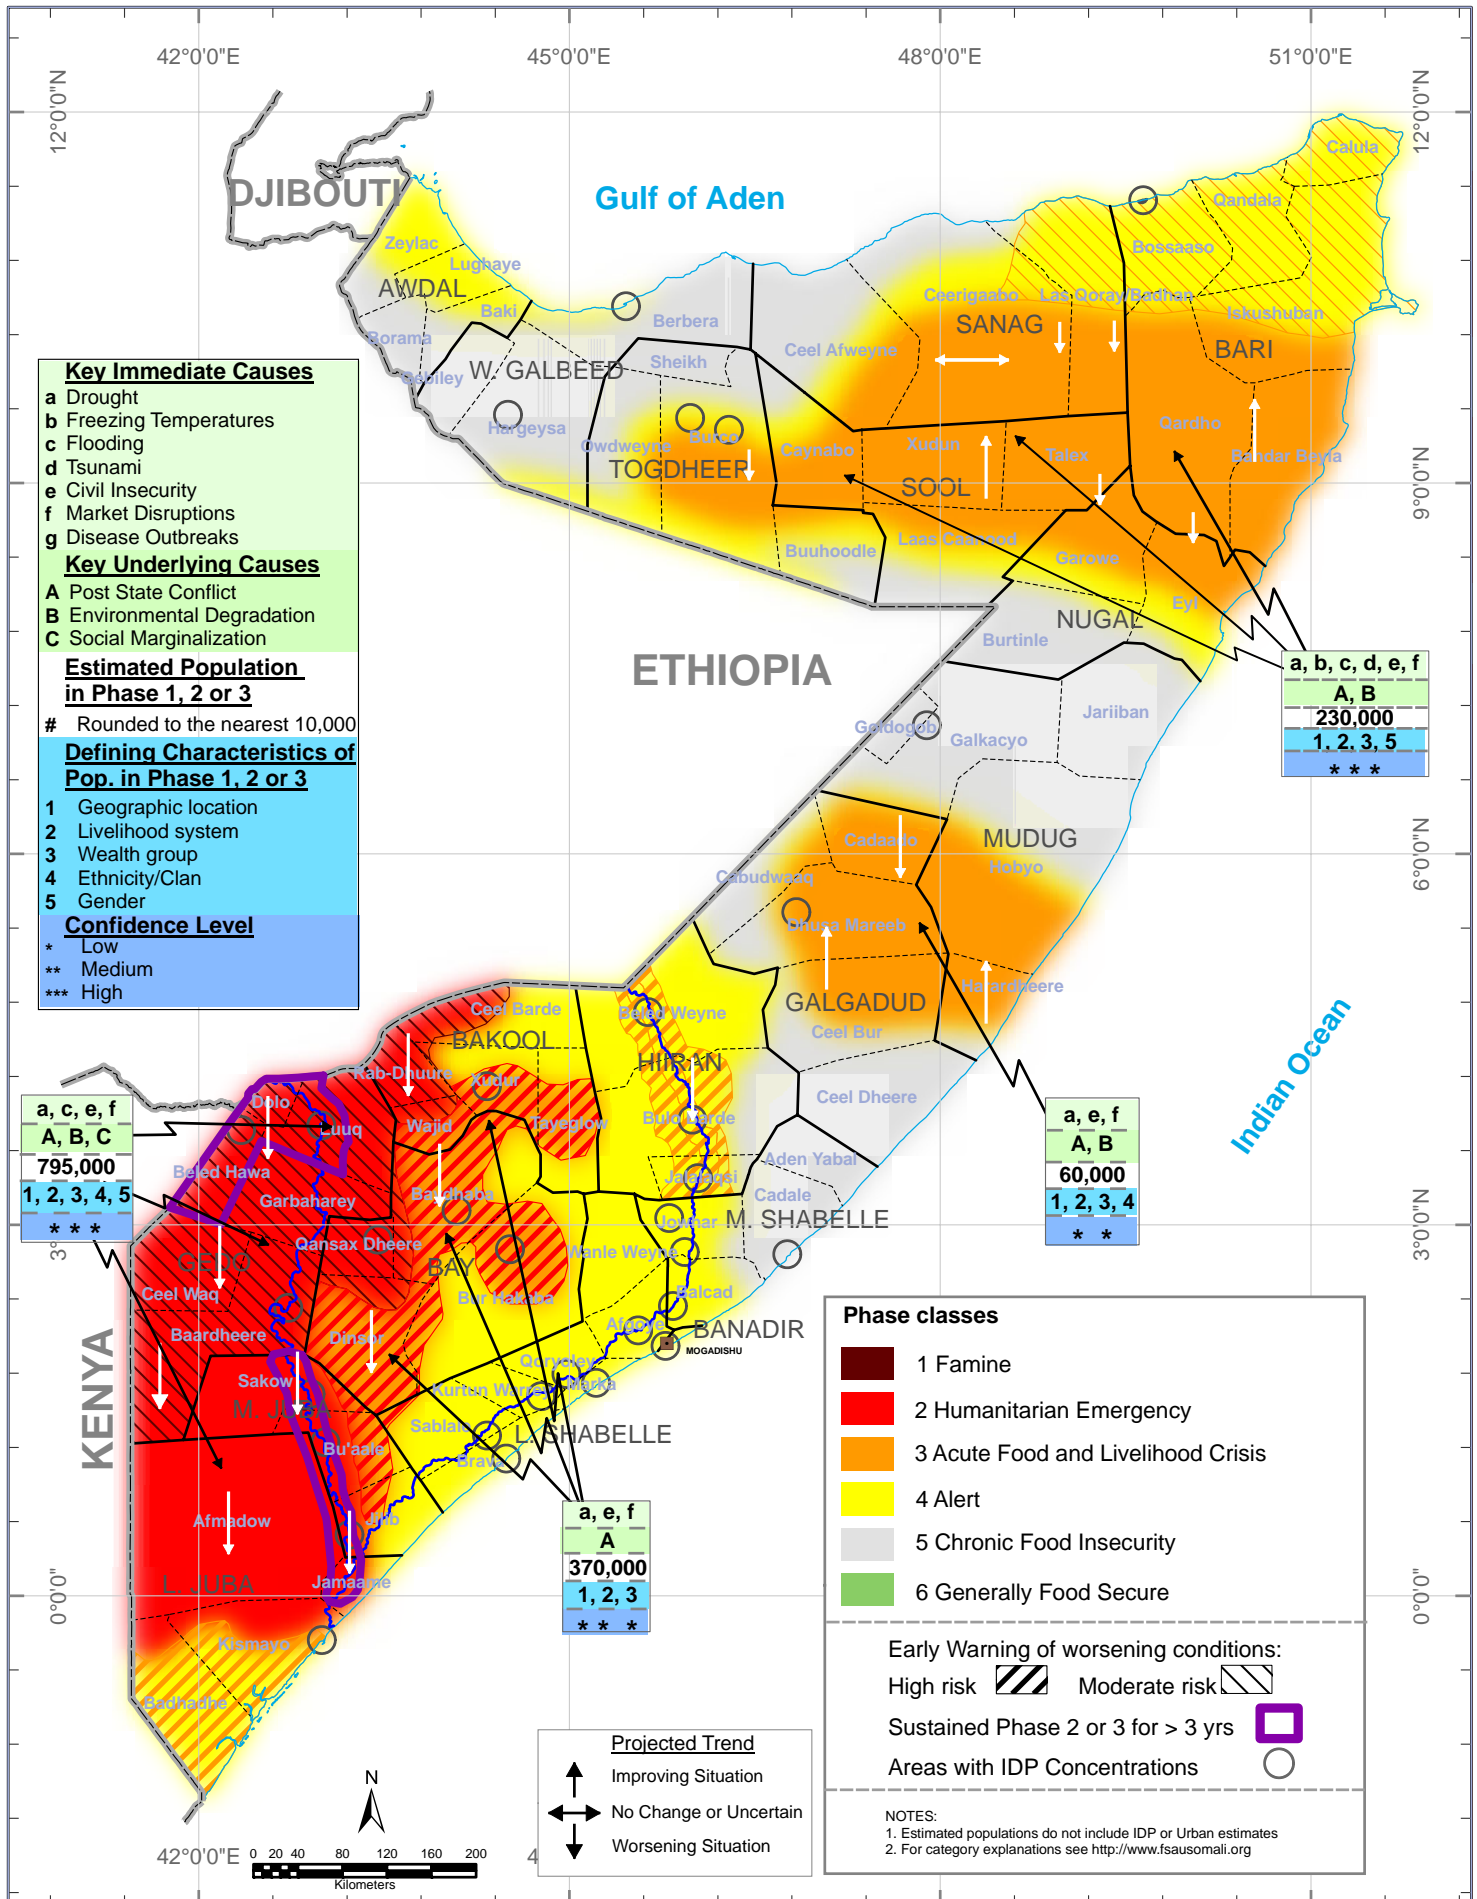 42°0'0"E
45°0'0"E
48°0'0"E
51°0'0"E
12°0'0"N
12°0'0"N
DJIBOUTI
Gulf of Aden
Calula
Qandala
Bossaaso
Zeylac
Lughaye
AWDAL
Baki
Borama
Berbera
Ceerigaabo
Las Qoray/Badhan
Iskushuban
SANAG
BARI
Ceel Afweyne
Sheikh
W. GALBEED
Gebiley
Hargeysa
Owdweyne
Burco
TOGDHEER
Caynabo
Xudun
Talex
Qardho
Bandar Beyla
SOOL
9°0'0"N
Laas Caanood
Buuhoodle
Garowe
Eyl
NUGAL
Burtinle
ETHIOPIA
Key Immediate Causes
a Drought
b Freezing Temperatures
c Flooding
d Tsunami
e Civil Insecurity
f Market Disruptions
g Disease Outbreaks
Key Underlying Causes
A Post State Conflict
B Environmental Degradation
C Social Marginalization
Estimated Population
in Phase 1, 2 or 3
# Rounded to the nearest 10,000
Defining Characteristics of
Pop. in Phase 1, 2 or 3
1 Geographic location
2 Livelihood system
3 Wealth group
4 Ethnicity/Clan
5 Gender
Confidence Level
* Low
** Medium
*** High
a, b, c, d, e, f
A, B
230,000
1, 2, 3, 5
* * *
Goldogob
Galkacyo
Jariiban
Cadaado
MUDUG
Hobyo
6°0'0"N
Cabudwaaq
Dhusa Mareeb
Harardheere
GALGADUD
Ceel Bur
Ceel Dheere
Indian Ocean
Ceel Barde
BAKOOL
Beled Weyne
HIIRAN
Rab-Dhuure
Xudur
Dolo
Luuq
Wajid
Tayeglow
Bulo Barde
Beled Hawa
Garbaharey
Baydhaba
Jalalaqsi
Aden Yabal
Cadale
M. SHABELLE
Jowhar
a, c, e, f
A, B, C
795,000
1, 2, 3, 4, 5
* * *
a, e, f
A, B
60,000
1, 2, 3, 4
* *
3°0'0"N
GEDO
Qansax Dheere
BAY
Wanle Weyne
Ceel Waq
Bur Hakaba
Balcad
Baardheere
Dinsor
Afgoye
BANADIR
MOGADISHU
KENYA
Sakow
M. JUBA
Qoryoley
Kurtun Warrey
Marka
Sablale
L. SHABELLE
Bu'aale
Brava
Afmadow
Jilib
L. JUBA
Jamaame
0°0'0"
0°0'0"
Kismayo
Badhadhe
a, e, f
A
370,000
1, 2, 3
* * *
Phase classes
1 Famine
2 Humanitarian Emergency
3 Acute Food and Livelihood Crisis
4 Alert
5 Chronic Food Insecurity
6 Generally Food Secure
Early Warning of worsening conditions:
High risk Moderate risk
Sustained Phase 2 or 3 for > 3 yrs
Areas with IDP Concentrations
NOTES:
1. Estimated populations do not include IDP or Urban estimates
2. For category explanations see http://www.fsausomali.org
Projected Trend
Improving Situation
No Change or Uncertain
Worsening Situation
N
42°0'0"E
0 20 40 80 120 160 200
Kilometers